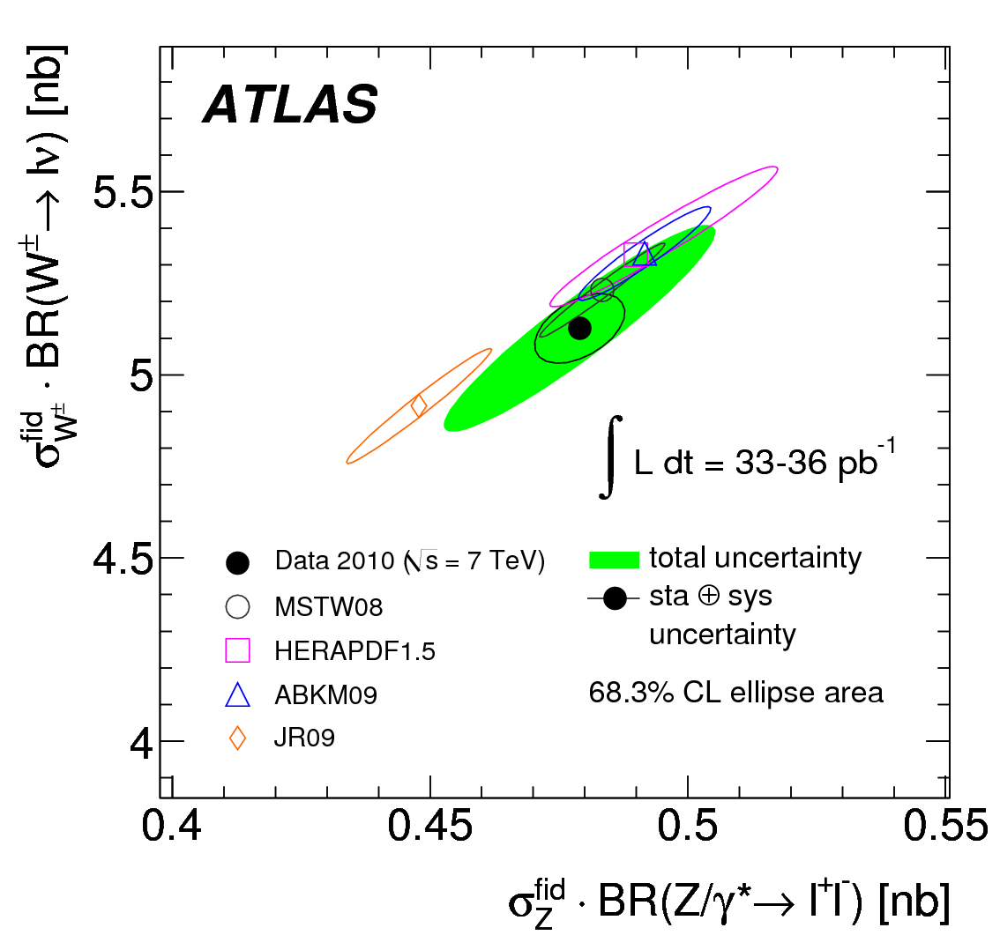 ATLAS
σ^fid_W± · BR(W^± → lν) [nb]
5.5
5
4.5
4
∫ L dt = 33-36 pb^-1
Data 2010 (√s = 7 TeV)
MSTW08
HERAPDF1.5
ABKM09
JR09
total uncertainty
sta ⊕ sys
uncertainty
68.3% CL ellipse area
0.4 0.45 0.5 0.55
σ^fid_Z · BR(Z/γ* → l^+l^-) [nb]